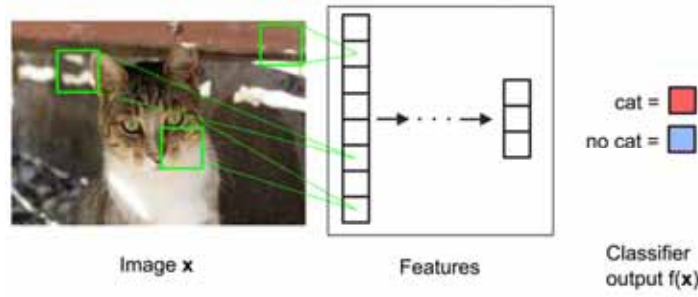 cat =
no cat =
Image x
Features
Classifier
output f(x)